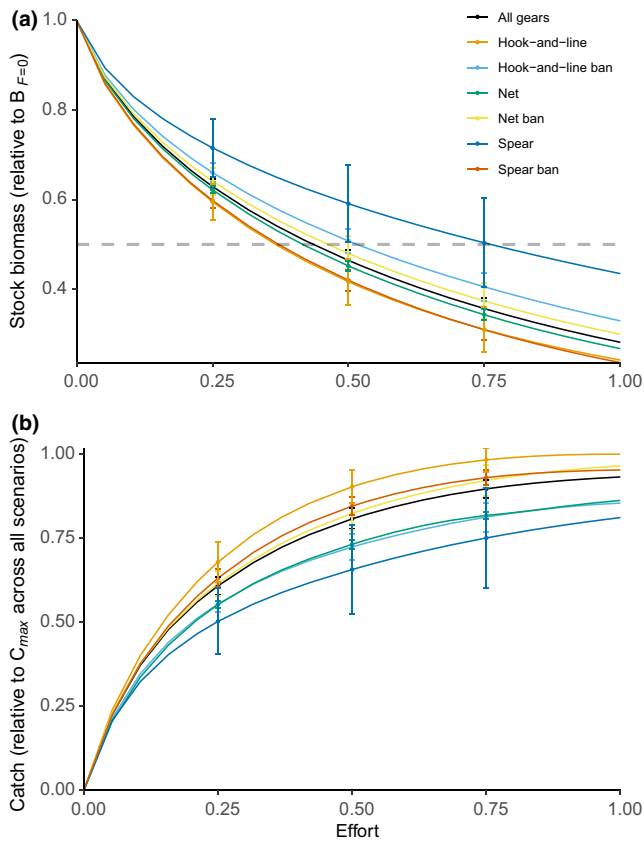 (a)
Stock biomass (relative to B F=0)
1.0
0.8
0.6
0.4
0.00
0.25
0.50
0.75
1.00
All gears
Hook−and−line
Hook−and−line ban
Net
Net ban
Spear
Spear ban
(b)
Catch (relative to Cmax across all scenarios)
1.00
0.75
0.50
0.25
0.00
0.00
0.25
0.50
0.75
1.00
Effort